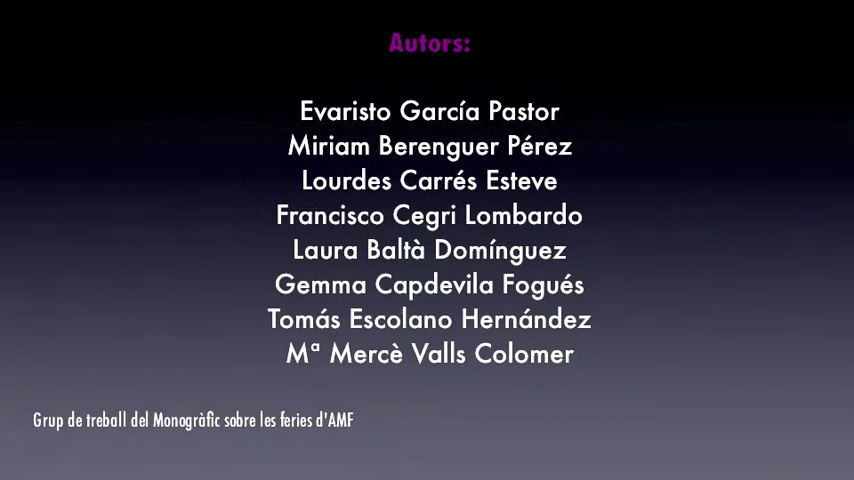 Autors:
Evaristo García Pastor
Miriam Berenguer Pérez
Lourdes Carrés Esteve
Francisco Cegri Lombardo
Laura Baltà Domínguez
Gemma Capdevila Fogués
Tomás Escolano Hernández
Mª Mercè Valls Colomer
Grup de treball del Monogràfic sobre les feries d'AMF